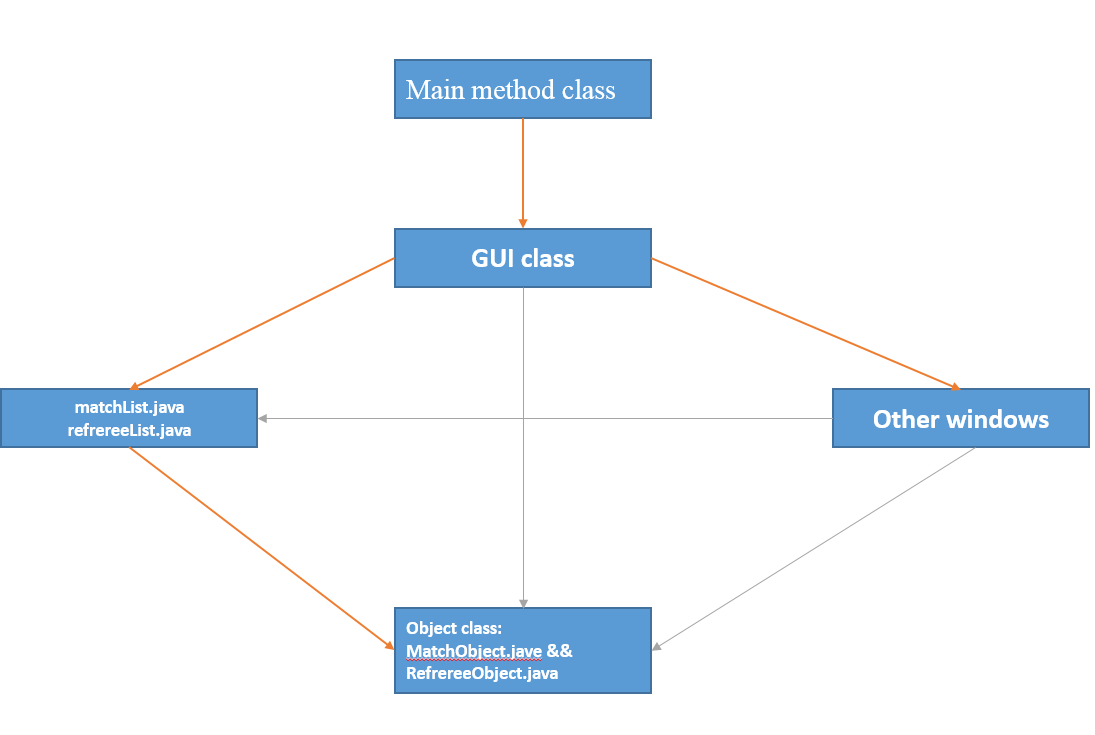 Main method class
GUI class
matchList.java
refrereeList.java
Other windows
Object class:
MatchObject.jave &&
RefrereeObject.java